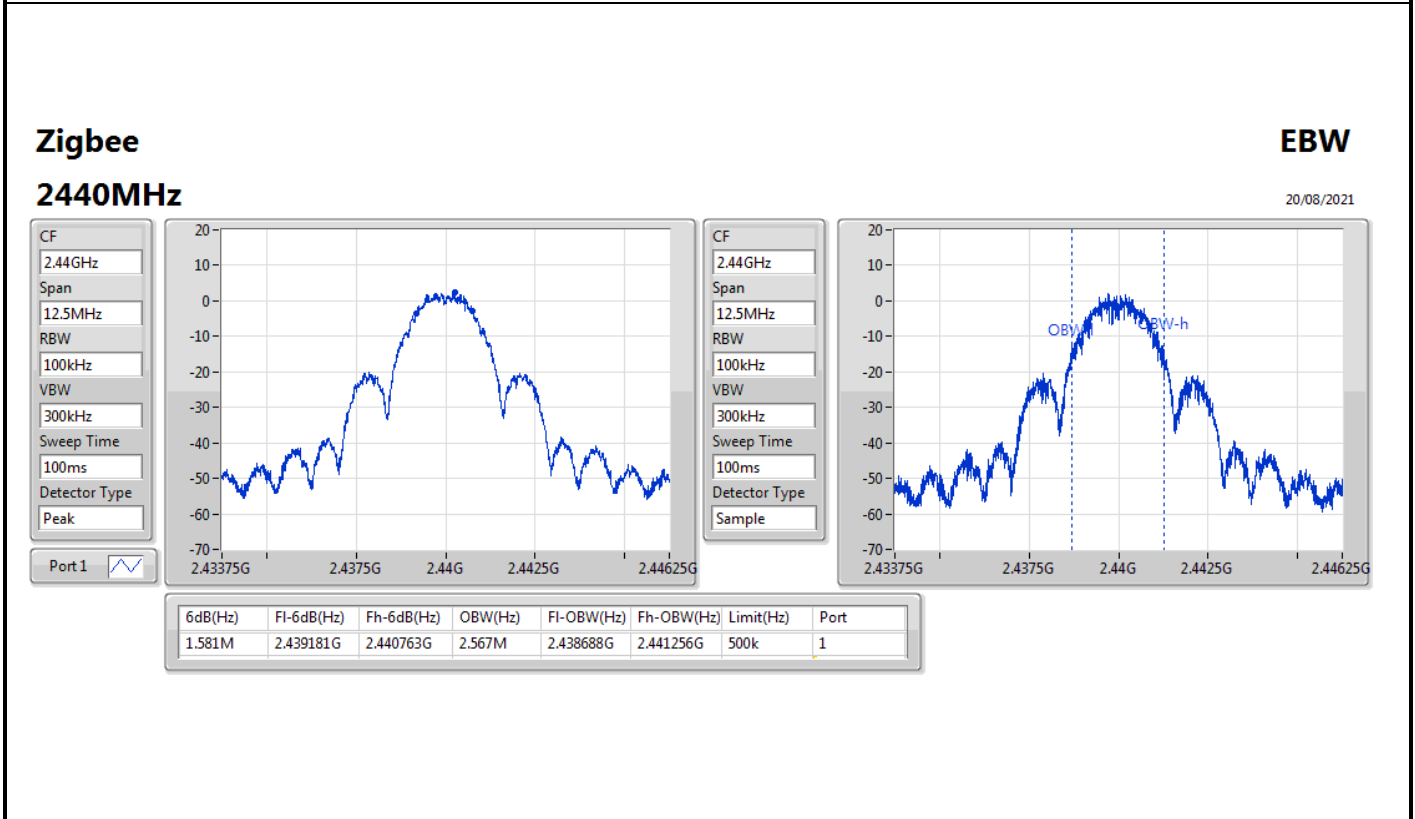 Zigbee
EBW
2440MHz
20/08/2021
CF
2.44GHz
Span
12.5MHz
RBW
100kHz
VBW
300kHz
Sweep Time
100ms
Detector Type
Peak
Port 1
20
10
0
-10
-20
-30
-40
-50
-60
-70
2.43375G 2.4375G 2.44G 2.4425G 2.44625G
CF
2.44GHz
Span
12.5MHz
RBW
100kHz
VBW
300kHz
Sweep Time
100ms
Detector Type
Sample
20
10
0
-10
-20
-30
-40
-50
-60
-70
OBW-h
2.43375G 2.4375G 2.44G 2.4425G 2.44625G
6dB(Hz) Fl-6dB(Hz) Fh-6dB(Hz) OBW(Hz) Fl-OBW(Hz) Fh-OBW(Hz) Limit(Hz) Port
1.581M 2.439181G 2.440763G 2.567M 2.438688G 2.441256G 500k 1